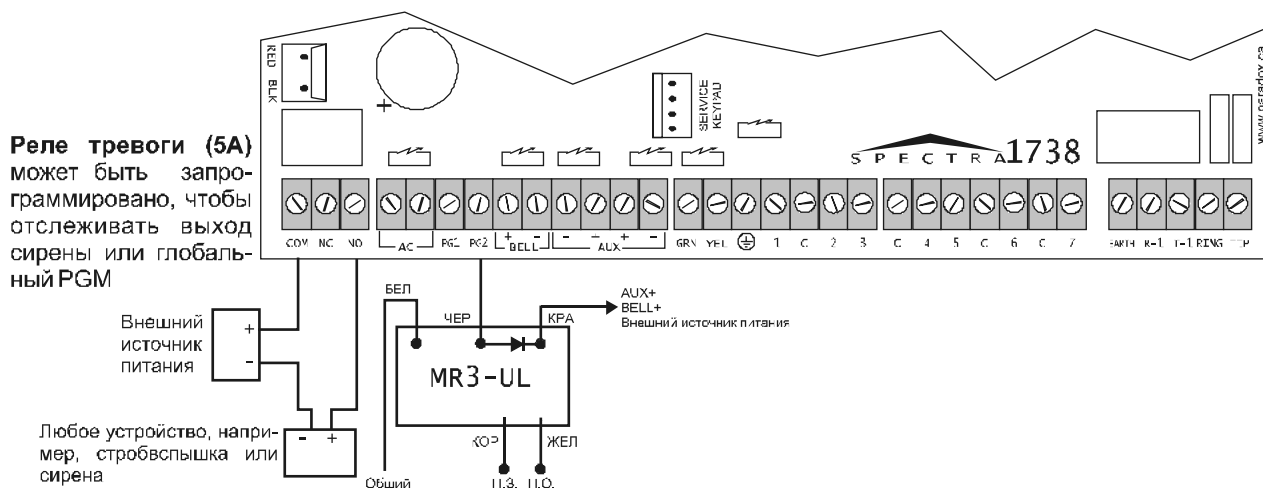 RED
BLK
+
SERVICE
KEYPAD
SPECTRA 1738
Реле тревоги (5А)
может быть запро-
граммировано, чтобы
отслеживать выход
сирены или глобаль-
ный PGM
COM NC NO AC PG1 PG2 + BELL - - - AUX + - GRN YEL 1 C 2 3 C 4 5 C 6 C 7 EARTH R-1 T-1 RING TIP
Внешний
источник
питания
+
-
БЕЛ
ЧЕР
КРА
AUX+
BELL+
Внешний источник питания
MR3-UL
КОР
ЖЕЛ
Любое устройство, напри-
мер, стробвспышка или
сирена
- +
Общий
Н.З. Н.О.